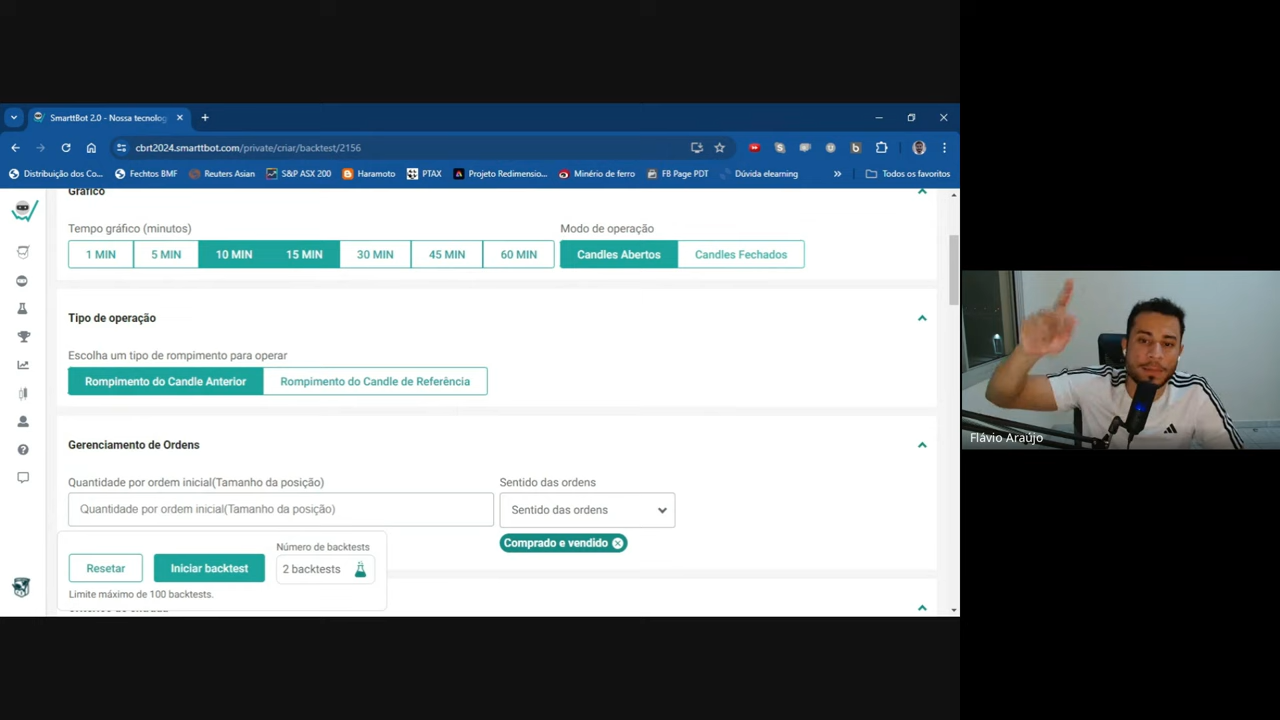 SmarttBot 2.0 - Nossa tecnolog
cbrt2024.smarttbot.com/private/criar/backtest/2156
Distribuição dos Co...
Fechtos BMF
Reuters Asian
S&P ASX 200
Haramoto
PTAX
Projeto Redimensio...
Minério de ferro
FB Page PDT
Dúvida elearning
»
Todos os favoritos
Gráfico
Tempo gráfico (minutos)
Modo de operação
1 MIN
5 MIN
10 MIN
15 MIN
30 MIN
45 MIN
60 MIN
Candles Abertos
Candles Fechados
Tipo de operação
Escolha um tipo de rompimento para operar
Rompimento do Candle Anterior
Rompimento do Candle de Referência
Flávio Araújo
Gerenciamento de Ordens
Quantidade por ordem inicial(Tamanho da posição)
Sentido das ordens
Quantidade por ordem inicial(Tamanho da posição)
Sentido das ordens
Comprado e vendido
Número de backtests
Resetar
Iniciar backtest
2 backtests
Limite máximo de 100 backtests.